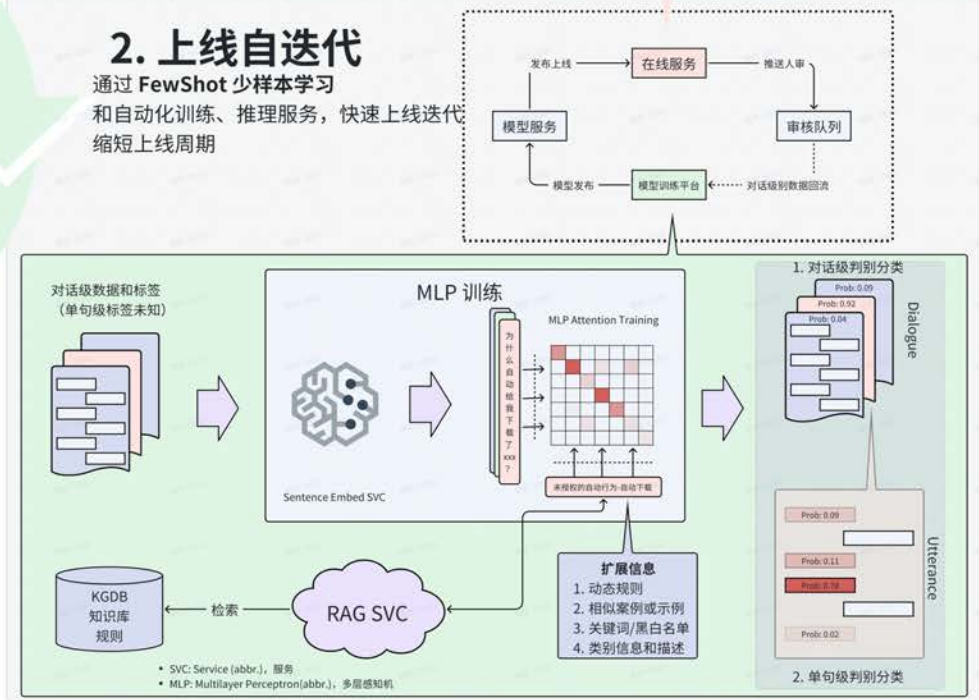 2. 上线自迭代
通过 FewShot 少样本学习
和自动化训练、推理服务，快速上线迭代
缩短上线周期
发布上线
在线服务
推送人审
模型服务
审核队列
模型发布
模型训练平台
对话级别数据回流
对话级数据和标签
（单句级标签未知）
MLP 训练
MLP Attention Training
Sentence Embed SVC
为什么自动给我下载了xxx？
未授权的自动行为-自动下载
1. 对话级判别分类
Prob: 0.09
Prob: 0.92
Prob: 0.04
Dialogue
Prob: 0.09
Prob: 0.11
Prob: 0.78
Prob: 0.02
Utterance
2. 单句级判别分类
KGDB
知识库
规则
检索
RAG SVC
扩展信息
1. 动态规则
2. 相似案例或示例
3. 关键词/黑白名单
4. 类别信息和描述
• SVC: Service (abbr.)，服务
• MLP: Multilayer Perceptron(abbr.)，多层感知机